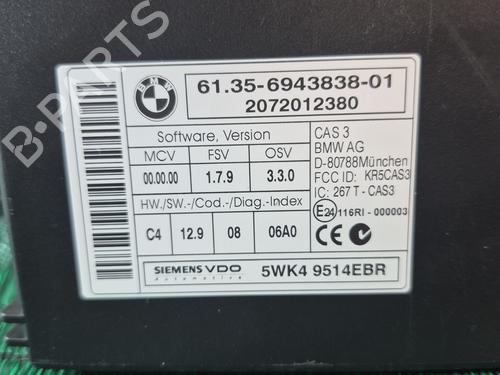 BMW
61.35-6943838-01
2072012380
Software, Version
MCV FSV OSV
00.00.00 1.7.9 3.3.0
HW./SW.-/Cod.-/Diag.-Index
C4 12.9 08 06A0
CAS 3
BMW AG
D-80788München
FCC ID: KR5CAS3
IC: 267 T - CAS3
E24 116RI - 000003
CE
SIEMENS VDO
Automotive
5WK4 9514EBR
B-PARTS